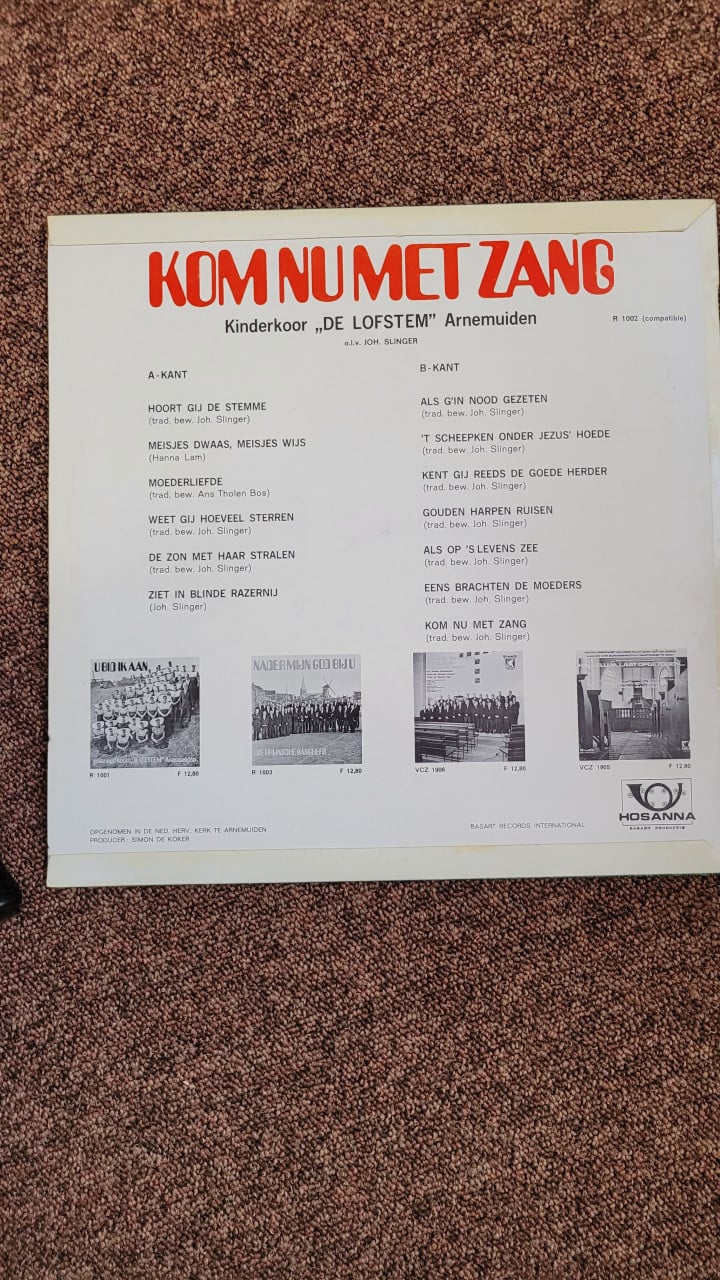 KOM NU MET ZANG
Kinderkoor „DE LOFSTEM” Arnemuiden
R 1002 (compatible)
o.l.v. JOH. SLINGER
A-KANT
HOORT GIJ DE STEMME
(trad. bew. Joh. Slinger)
MEISJES DWAAS, MEISJES WIJS
(Hanna Lam)
MOEDERLIEFDE
(trad. bew. Ans Tholen Bos)
WEET GIJ HOEVEEL STERREN
(trad. bew. Joh. Slinger)
DE ZON MET HAAR STRALEN
(trad. bew. Joh. Slinger)
ZIET IN BLINDE RAZERNIJ
(Joh. Slinger)
B-KANT
ALS G'IN NOOD GEZETEN
(trad. bew. Joh. Slinger)
'T SCHEEPKEN ONDER JEZUS' HOEDE
(trad. bew. Joh. Slinger)
KENT GIJ REEDS DE GOEDE HERDER
(trad. bew. Joh. Slinger)
GOUDEN HARPEN RUISEN
(trad. bew. Joh. Slinger)
ALS OP 'S LEVENS ZEE
(trad. bew. Joh. Slinger)
EENS BRACHTEN DE MOEDERS
(trad. bew. Joh. Slinger)
KOM NU MET ZANG
(trad. bew. Joh. Slinger)
U BID IK AAN
"DE LOFSTEM" Arnemuiden
R 1001 F 12,80
NADER MIJN GOD BIJ U
R 1003 F 12,80
VCZ 1906 F 12,80
LAAT OPGETOGEN
VCZ 1905 F 12,80
HOSANNA
BASART PRODUCTIE
OPGENOMEN IN DE NED. HERV. KERK TE ARNEMUIDEN
PRODUCER: SIMON DE KOKER
BASART RECORDS INTERNATIONAL